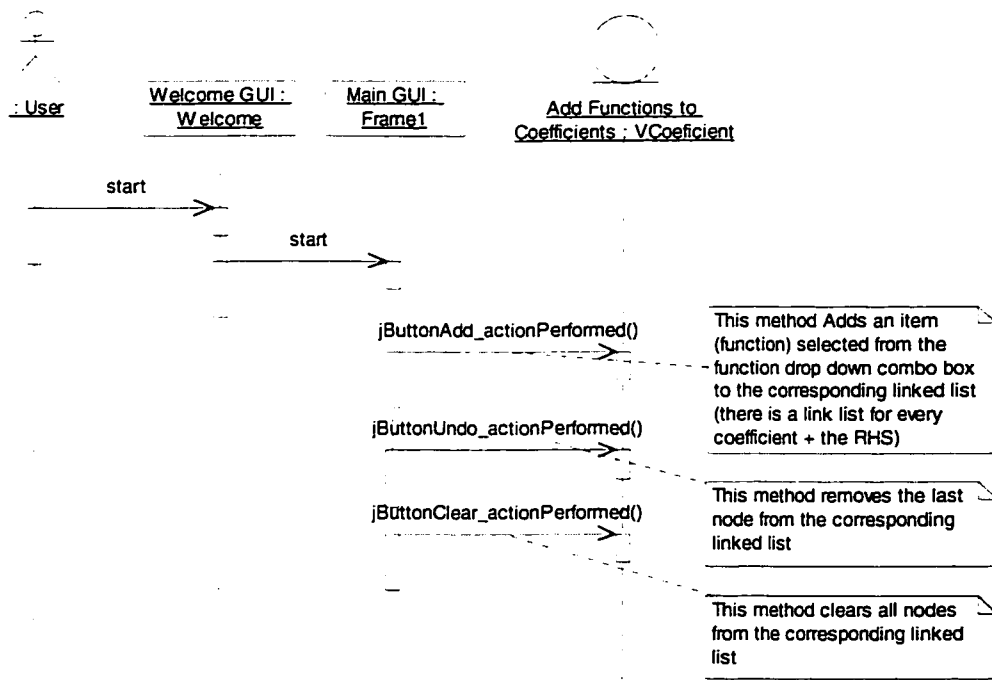 : User
Welcome GUI :
Welcome
Main GUI :
Frame1
Add Functions to
Coefficients : VCoeficient
start
start
jButtonAdd_actionPerformed()
This method Adds an item
(function) selected from the
function drop down combo box
to the corresponding linked list
(there is a link list for every
coefficient + the RHS)
jButtonUndo_actionPerformed()
This method removes the last
node from the corresponding
linked list
jButtonClear_actionPerformed()
This method clears all nodes
from the corresponding linked
list